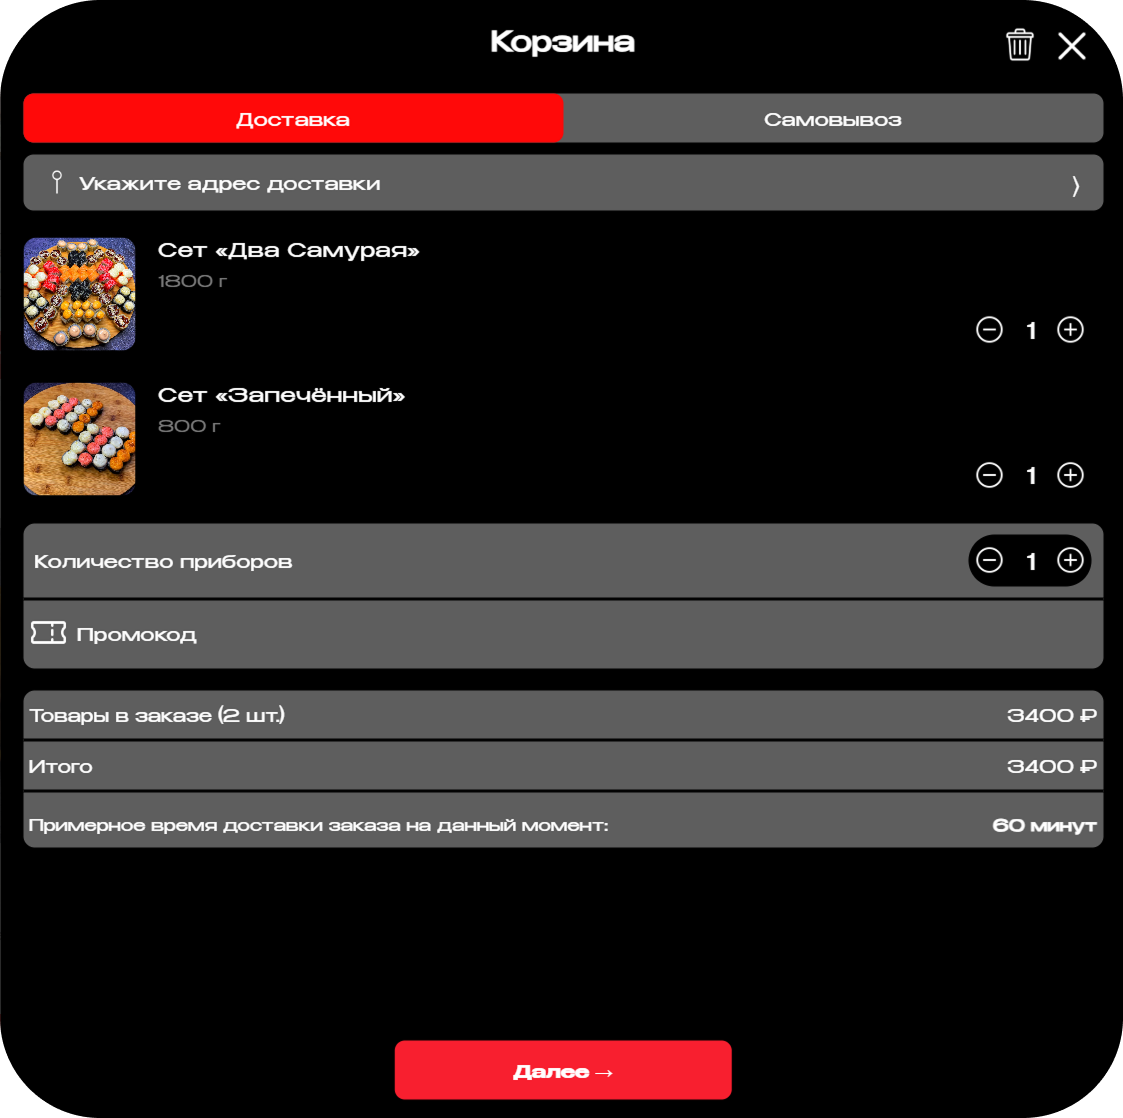 Корзина
Доставка
Самовывоз
Укажите адрес доставки
Сет «Два Самурая»
1800 г
1
Сет «Запечённый»
800 г
1
Количество приборов
1
Промокод
Товары в заказе (2 шт.)
3400 ₽
Итого
3400 ₽
Примерное время доставки заказа на данный момент:
60 минут
Далее →